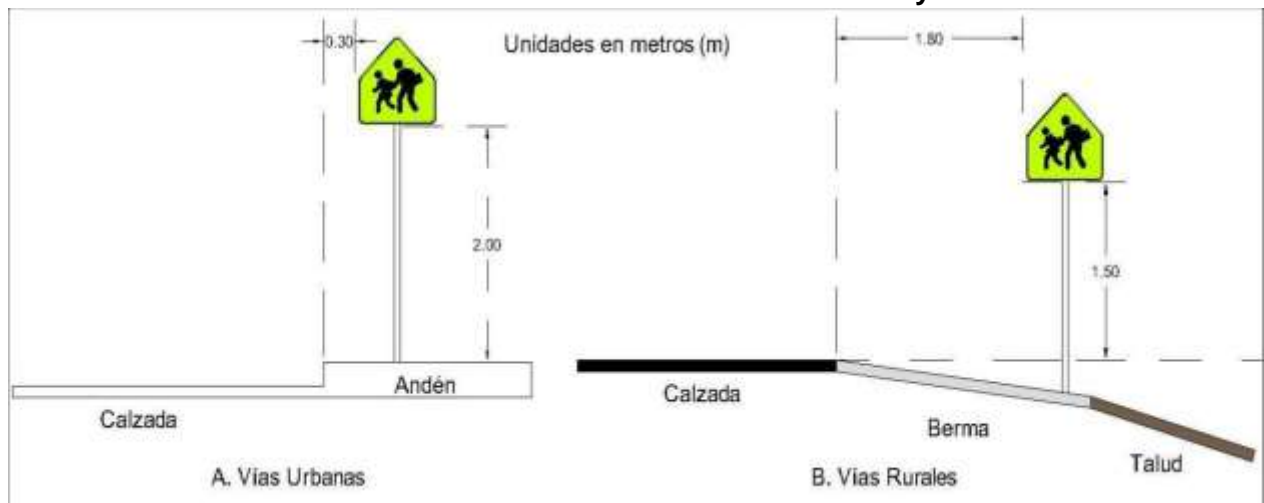 0.30
Unidades en metros (m)
1.80
2.00
1.50
Andén
Calzada
Calzada
Berma
Talud
A. Vías Urbanas
B. Vías Rurales